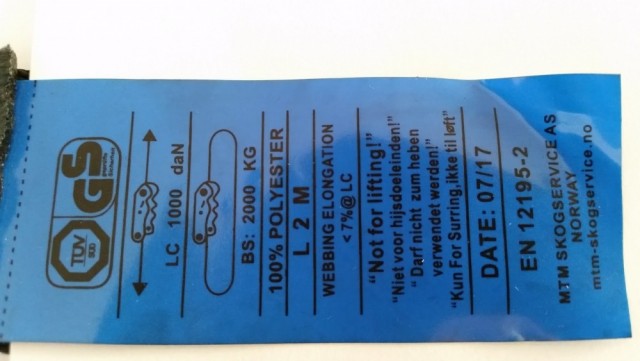 TÜV
SÜD
GS
LC 1000 daN
BS: 2000 KG
100% POLYESTER
L 2 M
WEBBING ELONGATION
< 7%@LC
"Not for lifting!"
"Niet voor hijsdoeleinden!"
" Darf nicht zum heben
verwendet werden!"
"Kun For Surring,Ikke til løft"
DATE: 07/17
EN 12195-2
MTM SKOGSERVICE AS
NORWAY
mtm-skogservice.no